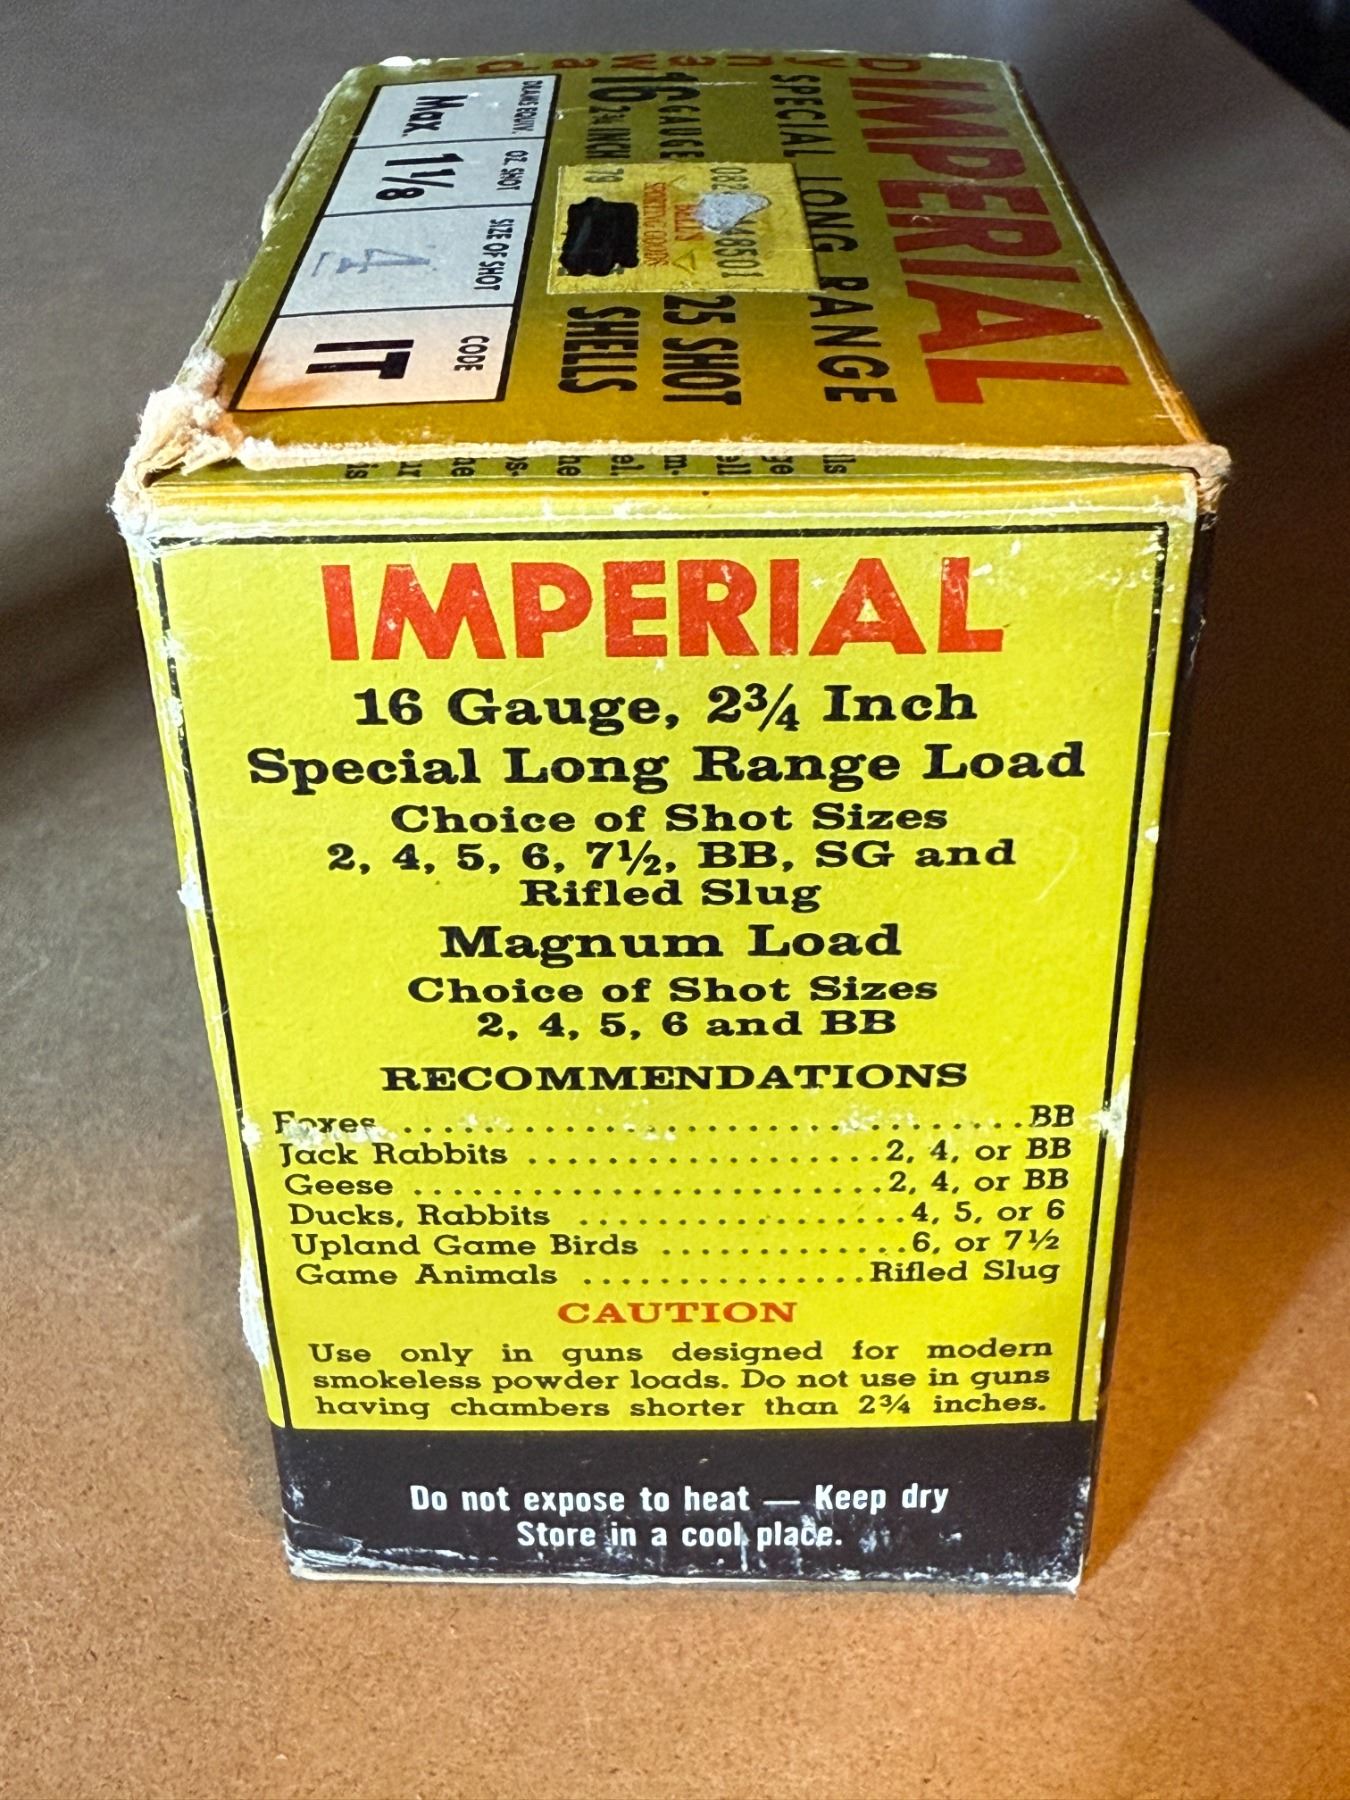 IMPERIAL
SPECIAL LONG RANGE
16 GAUGE 25 SHOT
2¾ INCH SHELLS
DRAMS EQUIV. OZ. SHOT SIZE OF SHOT CODE
Max. 1⅛ 4 IT
SPORTING GOODS
IMPERIAL
16 Gauge, 2¾ Inch
Special Long Range Load
Choice of Shot Sizes
2, 4, 5, 6, 7½, BB, SG and
Rifled Slug
Magnum Load
Choice of Shot Sizes
2, 4, 5, 6 and BB
RECOMMENDATIONS
Foxes ................................ BB
Jack Rabbits ................. 2, 4, or BB
Geese ........................ 2, 4, or BB
Ducks, Rabbits ................ 4, 5, or 6
Upland Game Birds ............. 6, or 7½
Game Animals ............... Rifled Slug
CAUTION
Use only in guns designed for modern
smokeless powder loads. Do not use in guns
having chambers shorter than 2¾ inches.
Do not expose to heat — Keep dry
Store in a cool place.